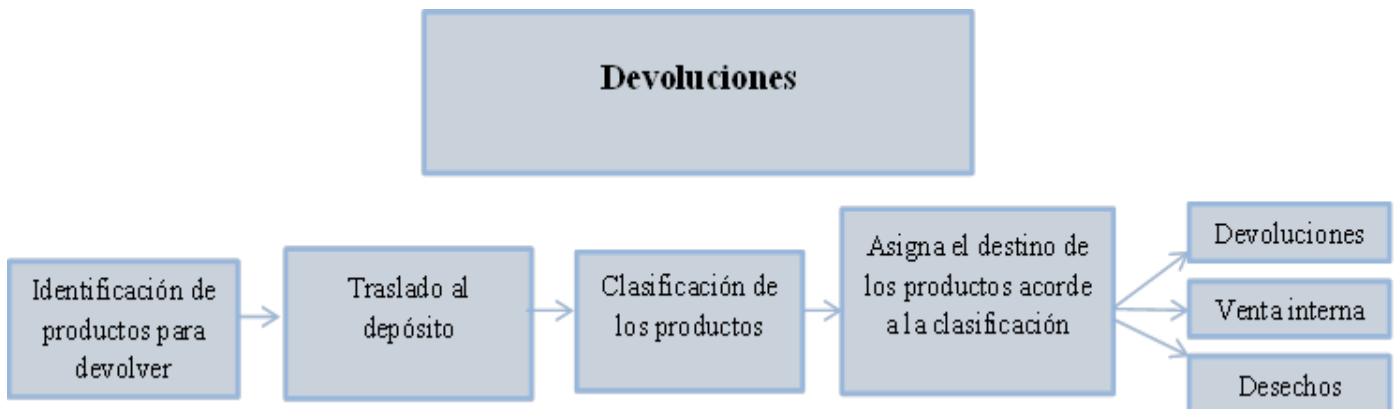 Devoluciones
Identificación de
productos para
devolver
Traslado al
depósito
Clasificación de
los productos
Asigna el destino de
los productos acorde
a la clasificación
Devoluciones
Venta interna
Desechos